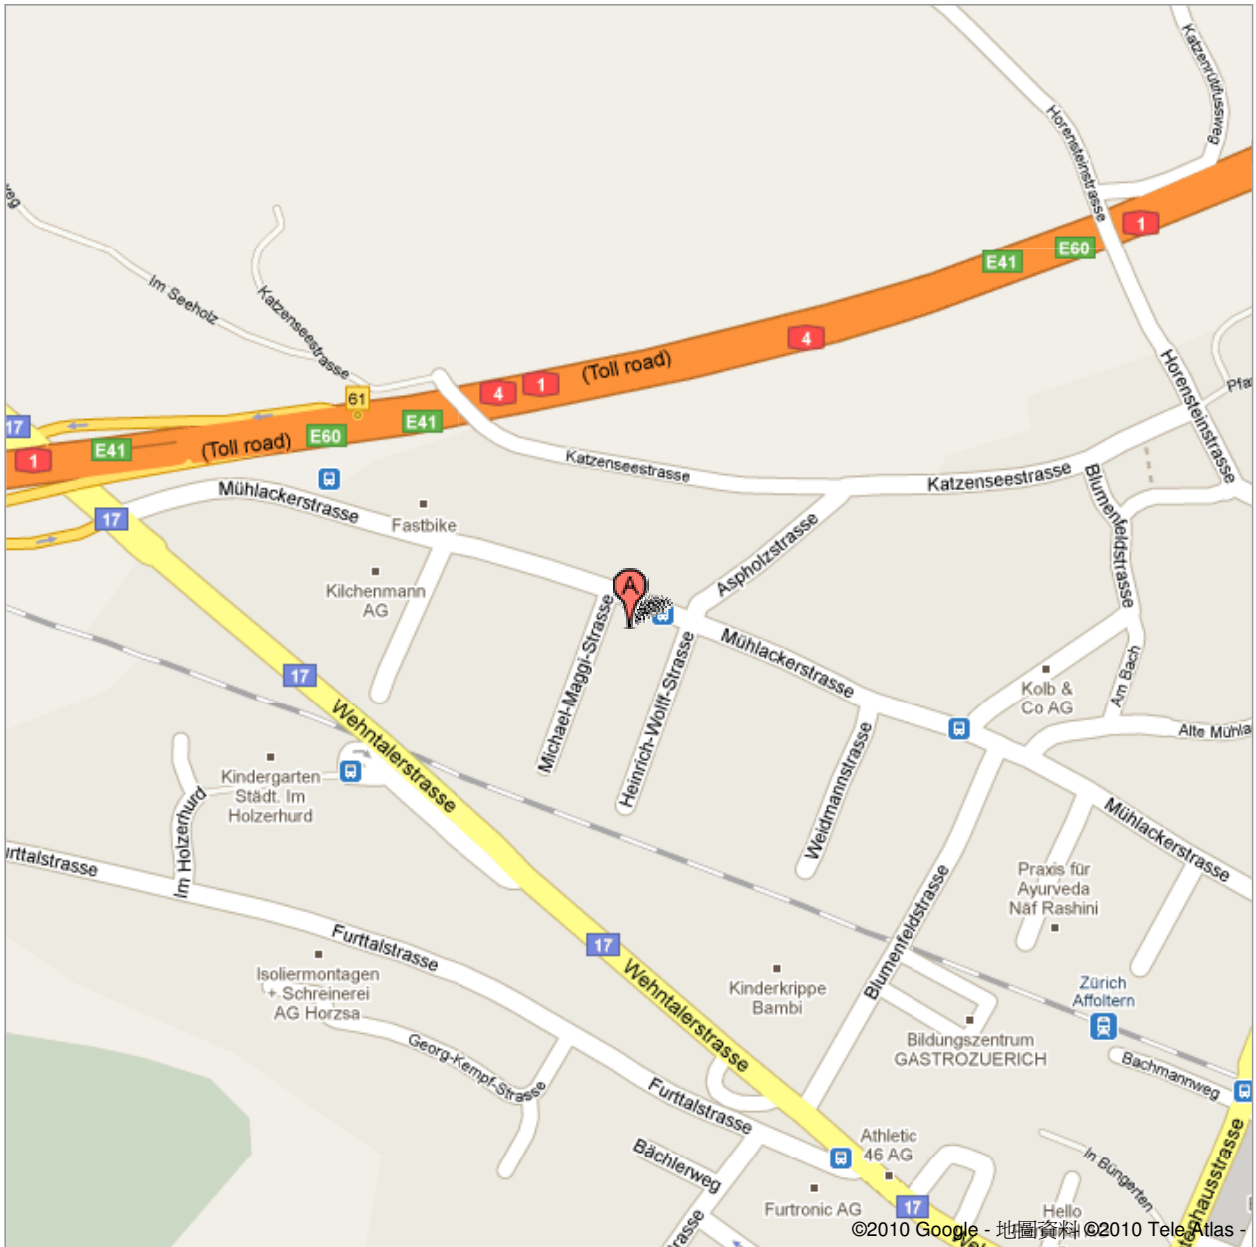 Katzenrütifussweg
Horensteinstrasse
1
E60
E41
Im Seeholz
Katzenseestrasse
4
(Toll road)
4
1
61
E41
E60
(Toll road)
E41
17
1
Horensteinstrasse
Katzenseestrasse
Katzenseestrasse
Blumenfeldstrasse
Mühlackerstrasse
17
Fastbike
Aspholzstrasse
Kilchenmann
AG
A
Michael-Maggi-Strasse
Heinrich-Wolff-Strasse
Mühlackerstrasse
Am Bach
Kolb &
Co AG
17
Wehntalerstrasse
Weidmannstrasse
Alte Mühla
Kindergarten
Städt. Im
Holzerhurd
Im Holzerhurd
Mühlackerstrasse
urttalstrasse
Praxis für
Ayurveda
Näf Rashini
Blumenfeldstrasse
Furttalstrasse
17
Wehntalerstrasse
Isoliermontagen
+ Schreinerei
AG Horzsa
Kinderkrippe
Bambi
Zürich
Affoltern
Bildungszentrum
GASTROZUERICH
Georg-Kempf-Strasse
Bachmannweg
Furttalstrasse
Athletic
46 AG
Bächlerweg
In Büngerten
Furtronic AG
17
Hello
©2010 Google - 地圖資料 ©2010 Tele Atlas -